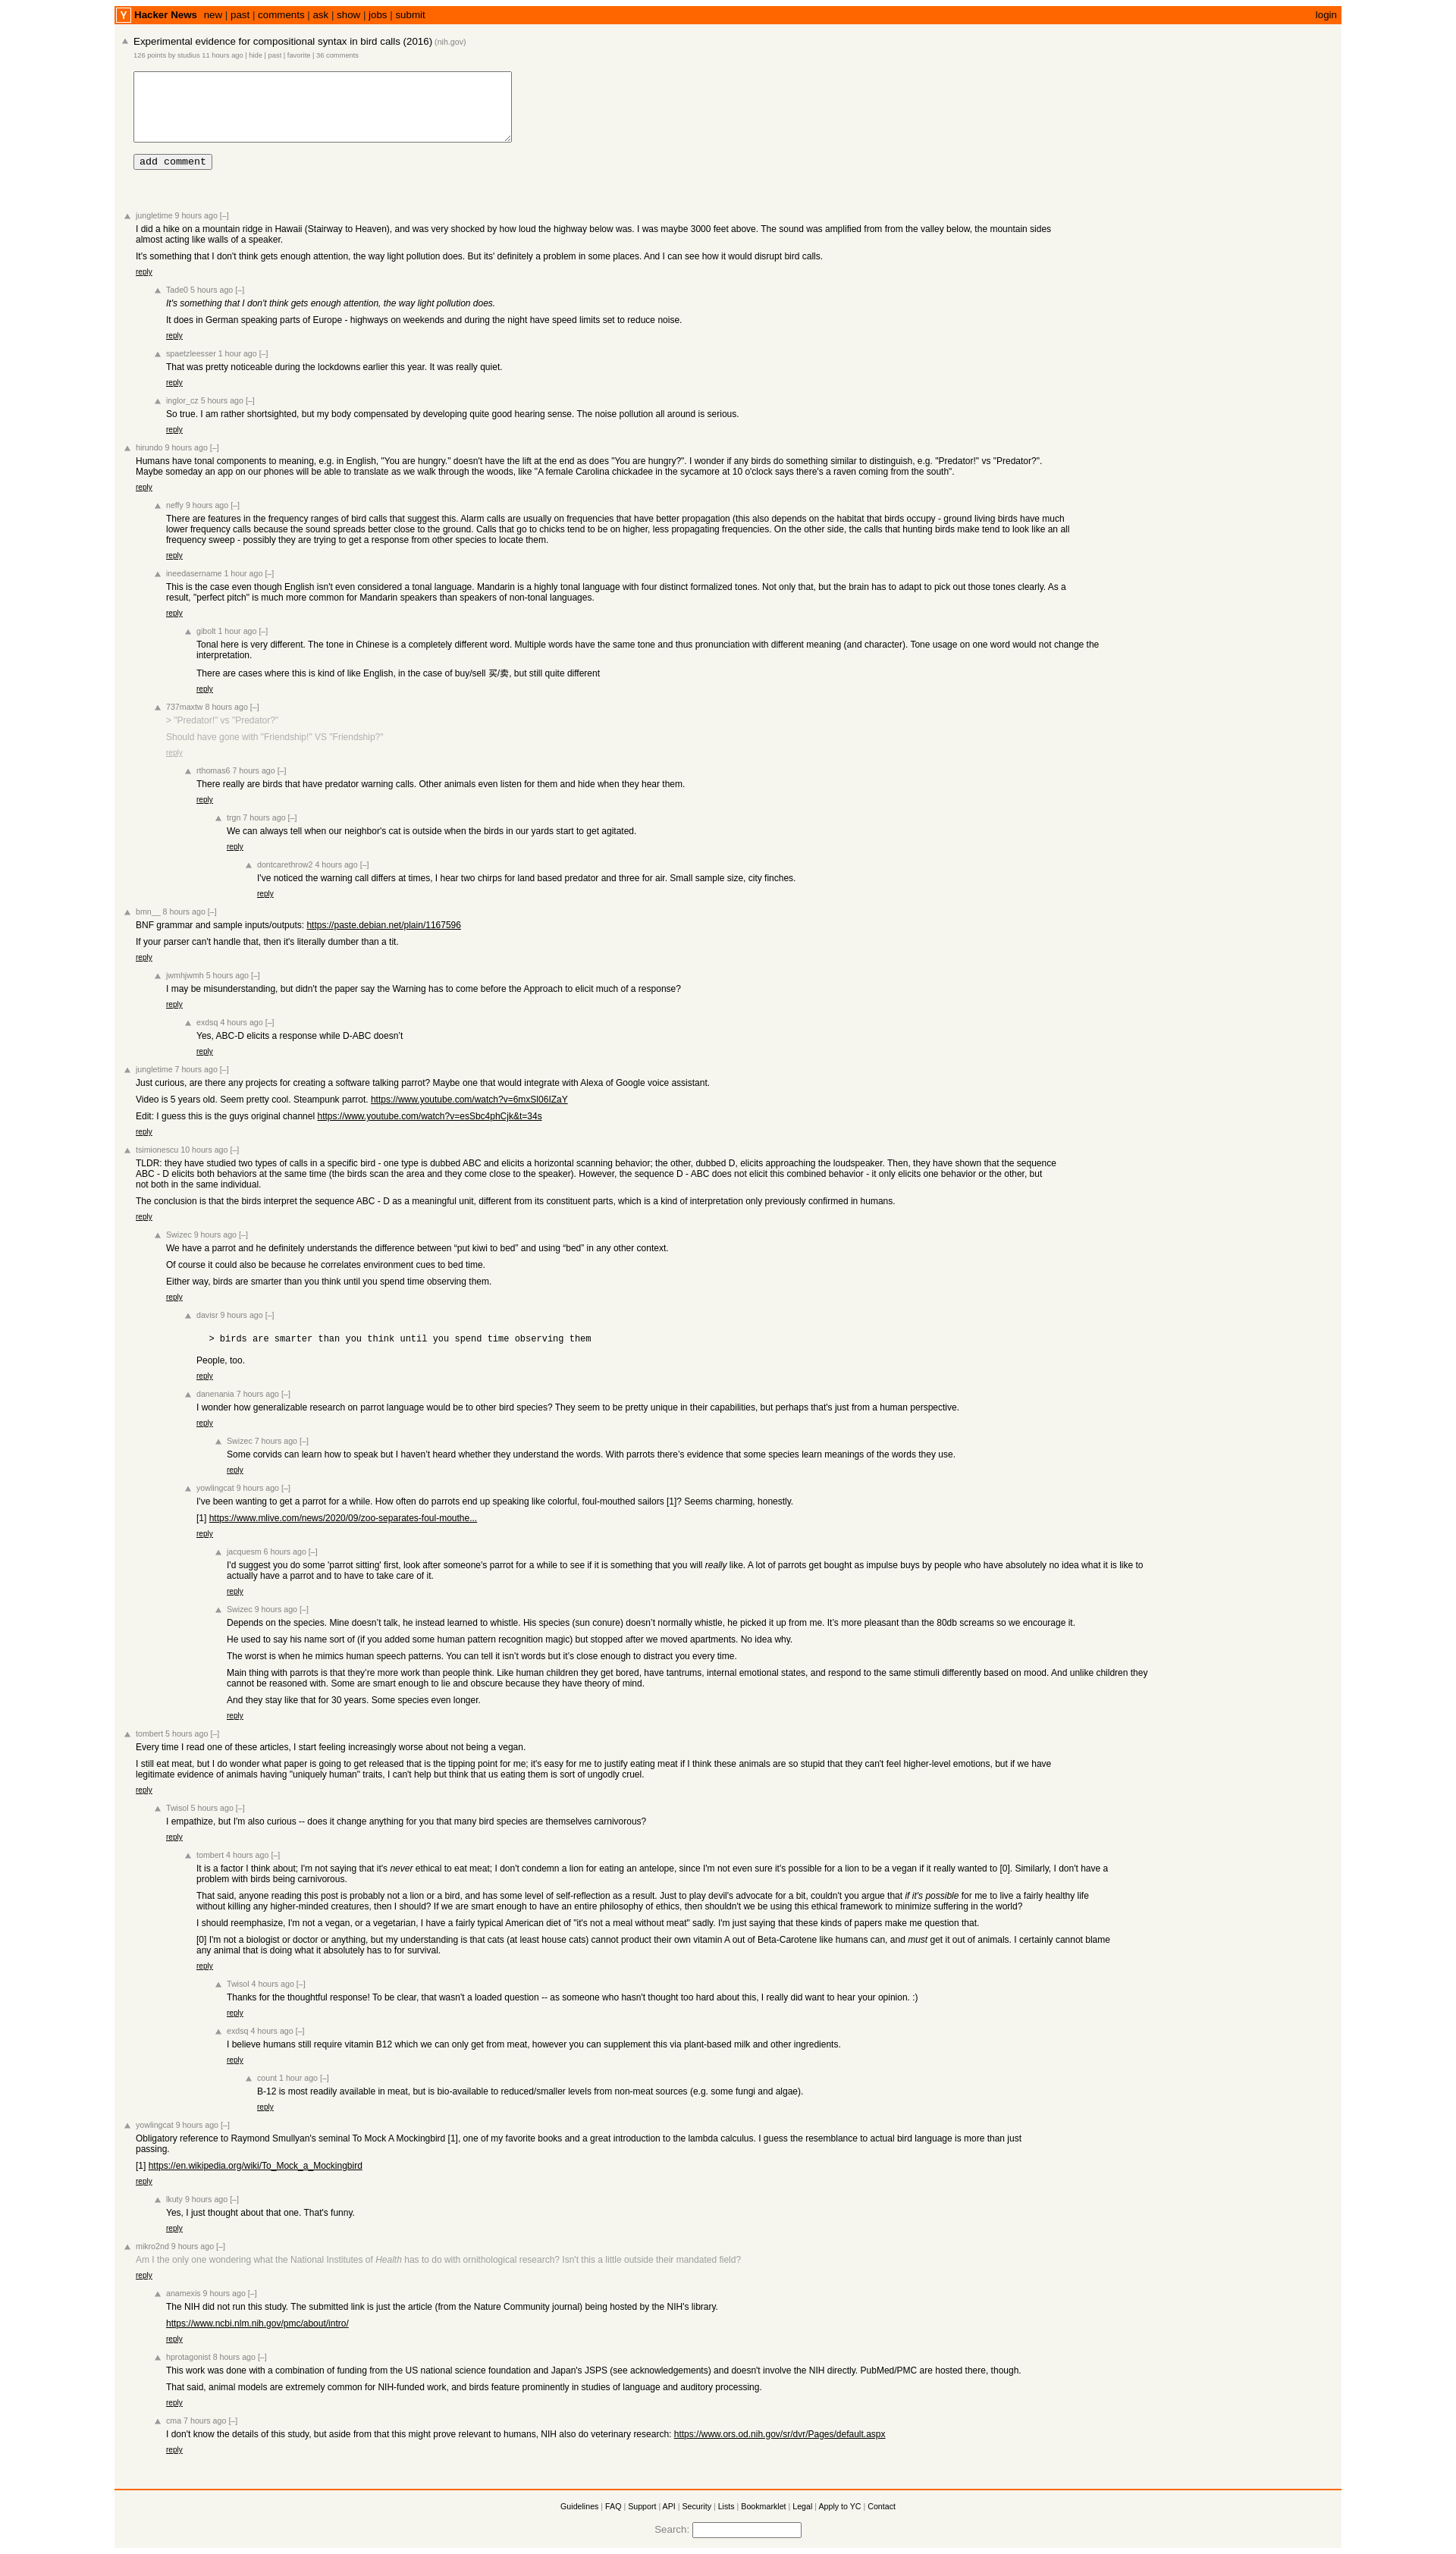 Y Hacker News new | past | comments | ask | show | jobs | submit login
Experimental evidence for compositional syntax in bird calls (2016) (nih.gov)
126 points by studius 11 hours ago | hide | past | favorite | 36 comments
add comment
jungletime 9 hours ago [–]
I did a hike on a mountain ridge in Hawaii (Stairway to Heaven), and was very shocked by how loud the highway below was. I was maybe 3000 feet above. The sound was amplified from from the valley below, the mountain sides
almost acting like walls of a speaker.
It's something that I don't think gets enough attention, the way light pollution does. But its' definitely a problem in some places. And I can see how it would disrupt bird calls.
reply
Tade0 5 hours ago [–]
It's something that I don't think gets enough attention, the way light pollution does.
It does in German speaking parts of Europe - highways on weekends and during the night have speed limits set to reduce noise.
reply
spaetzleesser 1 hour ago [–]
That was pretty noticeable during the lockdowns earlier this year. It was really quiet.
reply
inglor_cz 5 hours ago [–]
So true. I am rather shortsighted, but my body compensated by developing quite good hearing sense. The noise pollution all around is serious.
reply
hirundo 9 hours ago [–]
Humans have tonal components to meaning, e.g. in English, "You are hungry." doesn't have the lift at the end as does "You are hungry?". I wonder if any birds do something similar to distinguish, e.g. "Predator!" vs "Predator?".
Maybe someday an app on our phones will be able to translate as we walk through the woods, like "A female Carolina chickadee in the sycamore at 10 o'clock says there's a raven coming from the south".
reply
neffy 9 hours ago [–]
There are features in the frequency ranges of bird calls that suggest this. Alarm calls are usually on frequencies that have better propagation (this also depends on the habitat that birds occupy - ground living birds have much
lower frequency calls because the sound spreads better close to the ground. Calls that go to chicks tend to be on higher, less propagating frequencies. On the other side, the calls that hunting birds make tend to look like an all
frequency sweep - possibly they are trying to get a response from other species to locate them.
reply
ineedasername 1 hour ago [–]
This is the case even though English isn't even considered a tonal language. Mandarin is a highly tonal language with four distinct formalized tones. Not only that, but the brain has to adapt to pick out those tones clearly. As a
result, "perfect pitch" is much more common for Mandarin speakers than speakers of non-tonal languages.
reply
gibolt 1 hour ago [–]
Tonal here is very different. The tone in Chinese is a completely different word. Multiple words have the same tone and thus pronunciation with different meaning (and character). Tone usage on one word would not change the
interpretation.
There are cases where this is kind of like English, in the case of buy/sell 买/卖, but still quite different
reply
737maxtw 8 hours ago [–]
> "Predator!" vs "Predator?"
Should have gone with "Friendship!" VS "Friendship?"
reply
rthomas6 7 hours ago [–]
There really are birds that have predator warning calls. Other animals even listen for them and hide when they hear them.
reply
trgn 7 hours ago [–]
We can always tell when our neighbor's cat is outside when the birds in our yards start to get agitated.
reply
dontcarethrow2 4 hours ago [–]
I've noticed the warning call differs at times, I hear two chirps for land based predator and three for air. Small sample size, city finches.
reply
bmn__ 8 hours ago [–]
BNF grammar and sample inputs/outputs: https://paste.debian.net/plain/1167596
If your parser can't handle that, then it's literally dumber than a tit.
reply
jwmhjwmh 5 hours ago [–]
I may be misunderstanding, but didn't the paper say the Warning has to come before the Approach to elicit much of a response?
reply
exdsq 4 hours ago [–]
Yes, ABC-D elicits a response while D-ABC doesn’t
reply
jungletime 7 hours ago [–]
Just curious, are there any projects for creating a software talking parrot? Maybe one that would integrate with Alexa of Google voice assistant.
Video is 5 years old. Seem pretty cool. Steampunk parrot. https://www.youtube.com/watch?v=6mxSl06IZaY
Edit: I guess this is the guys original channel https://www.youtube.com/watch?v=esSbc4phCjk&t=34s
reply
tsimionescu 10 hours ago [–]
TLDR: they have studied two types of calls in a specific bird - one type is dubbed ABC and elicits a horizontal scanning behavior; the other, dubbed D, elicits approaching the loudspeaker. Then, they have shown that the sequence
ABC - D elicits both behaviors at the same time (the birds scan the area and they come close to the speaker). However, the sequence D - ABC does not elicit this combined behavior - it only elicits one behavior or the other, but
not both in the same individual.
The conclusion is that the birds interpret the sequence ABC - D as a meaningful unit, different from its constituent parts, which is a kind of interpretation only previously confirmed in humans.
reply
Swizec 9 hours ago [–]
We have a parrot and he definitely understands the difference between “put kiwi to bed” and using “bed” in any other context.
Of course it could also be because he correlates environment cues to bed time.
Either way, birds are smarter than you think until you spend time observing them.
reply
davisr 9 hours ago [–]
> birds are smarter than you think until you spend time observing them
People, too.
reply
danenania 7 hours ago [–]
I wonder how generalizable research on parrot language would be to other bird species? They seem to be pretty unique in their capabilities, but perhaps that's just from a human perspective.
reply
Swizec 7 hours ago [–]
Some corvids can learn how to speak but I haven’t heard whether they understand the words. With parrots there’s evidence that some species learn meanings of the words they use.
reply
yowlingcat 9 hours ago [–]
I've been wanting to get a parrot for a while. How often do parrots end up speaking like colorful, foul-mouthed sailors [1]? Seems charming, honestly.
[1] https://www.mlive.com/news/2020/09/zoo-separates-foul-mouthe...
reply
jacquesm 6 hours ago [–]
I'd suggest you do some 'parrot sitting' first, look after someone's parrot for a while to see if it is something that you will really like. A lot of parrots get bought as impulse buys by people who have absolutely no idea what it is like to
actually have a parrot and to have to take care of it.
reply
Swizec 9 hours ago [–]
Depends on the species. Mine doesn’t talk, he instead learned to whistle. His species (sun conure) doesn’t normally whistle, he picked it up from me. It’s more pleasant than the 80db screams so we encourage it.
He used to say his name sort of (if you added some human pattern recognition magic) but stopped after we moved apartments. No idea why.
The worst is when he mimics human speech patterns. You can tell it isn’t words but it’s close enough to distract you every time.
Main thing with parrots is that they’re more work than people think. Like human children they get bored, have tantrums, internal emotional states, and respond to the same stimuli differently based on mood. And unlike children they
cannot be reasoned with. Some are smart enough to lie and obscure because they have theory of mind.
And they stay like that for 30 years. Some species even longer.
reply
tombert 5 hours ago [–]
Every time I read one of these articles, I start feeling increasingly worse about not being a vegan.
I still eat meat, but I do wonder what paper is going to get released that is the tipping point for me; it's easy for me to justify eating meat if I think these animals are so stupid that they can't feel higher-level emotions, but if we have
legitimate evidence of animals having "uniquely human" traits, I can't help but think that us eating them is sort of ungodly cruel.
reply
Twisol 5 hours ago [–]
I empathize, but I'm also curious -- does it change anything for you that many bird species are themselves carnivorous?
reply
tombert 4 hours ago [–]
It is a factor I think about; I'm not saying that it's never ethical to eat meat; I don't condemn a lion for eating an antelope, since I'm not even sure it's possible for a lion to be a vegan if it really wanted to [0]. Similarly, I don't have a
problem with birds being carnivorous.
That said, anyone reading this post is probably not a lion or a bird, and has some level of self-reflection as a result. Just to play devil's advocate for a bit, couldn't you argue that if it's possible for me to live a fairly healthy life
without killing any higher-minded creatures, then I should? If we are smart enough to have an entire philosophy of ethics, then shouldn't we be using this ethical framework to minimize suffering in the world?
I should reemphasize, I'm not a vegan, or a vegetarian, I have a fairly typical American diet of "it's not a meal without meat" sadly. I'm just saying that these kinds of papers make me question that.
[0] I'm not a biologist or doctor or anything, but my understanding is that cats (at least house cats) cannot product their own vitamin A out of Beta-Carotene like humans can, and must get it out of animals. I certainly cannot blame
any animal that is doing what it absolutely has to for survival.
reply
Twisol 4 hours ago [–]
Thanks for the thoughtful response! To be clear, that wasn't a loaded question -- as someone who hasn't thought too hard about this, I really did want to hear your opinion. :)
reply
exdsq 4 hours ago [–]
I believe humans still require vitamin B12 which we can only get from meat, however you can supplement this via plant-based milk and other ingredients.
reply
count 1 hour ago [–]
B-12 is most readily available in meat, but is bio-available to reduced/smaller levels from non-meat sources (e.g. some fungi and algae).
reply
yowlingcat 9 hours ago [–]
Obligatory reference to Raymond Smullyan's seminal To Mock A Mockingbird [1], one of my favorite books and a great introduction to the lambda calculus. I guess the resemblance to actual bird language is more than just
passing.
[1] https://en.wikipedia.org/wiki/To_Mock_a_Mockingbird
reply
lkuty 9 hours ago [–]
Yes, I just thought about that one. That's funny.
reply
mikro2nd 9 hours ago [–]
Am I the only one wondering what the National Institutes of Health has to do with ornithological research? Isn't this a little outside their mandated field?
reply
anamexis 9 hours ago [–]
The NIH did not run this study. The submitted link is just the article (from the Nature Community journal) being hosted by the NIH's library.
https://www.ncbi.nlm.nih.gov/pmc/about/intro/
reply
hprotagonist 8 hours ago [–]
This work was done with a combination of funding from the US national science foundation and Japan's JSPS (see acknowledgements) and doesn't involve the NIH directly. PubMed/PMC are hosted there, though.
That said, animal models are extremely common for NIH-funded work, and birds feature prominently in studies of language and auditory processing.
reply
cma 7 hours ago [–]
I don't know the details of this study, but aside from that this might prove relevant to humans, NIH also do veterinary research: https://www.ors.od.nih.gov/sr/dvr/Pages/default.aspx
reply
Guidelines | FAQ | Support | API | Security | Lists | Bookmarklet | Legal | Apply to YC | Contact
Search: